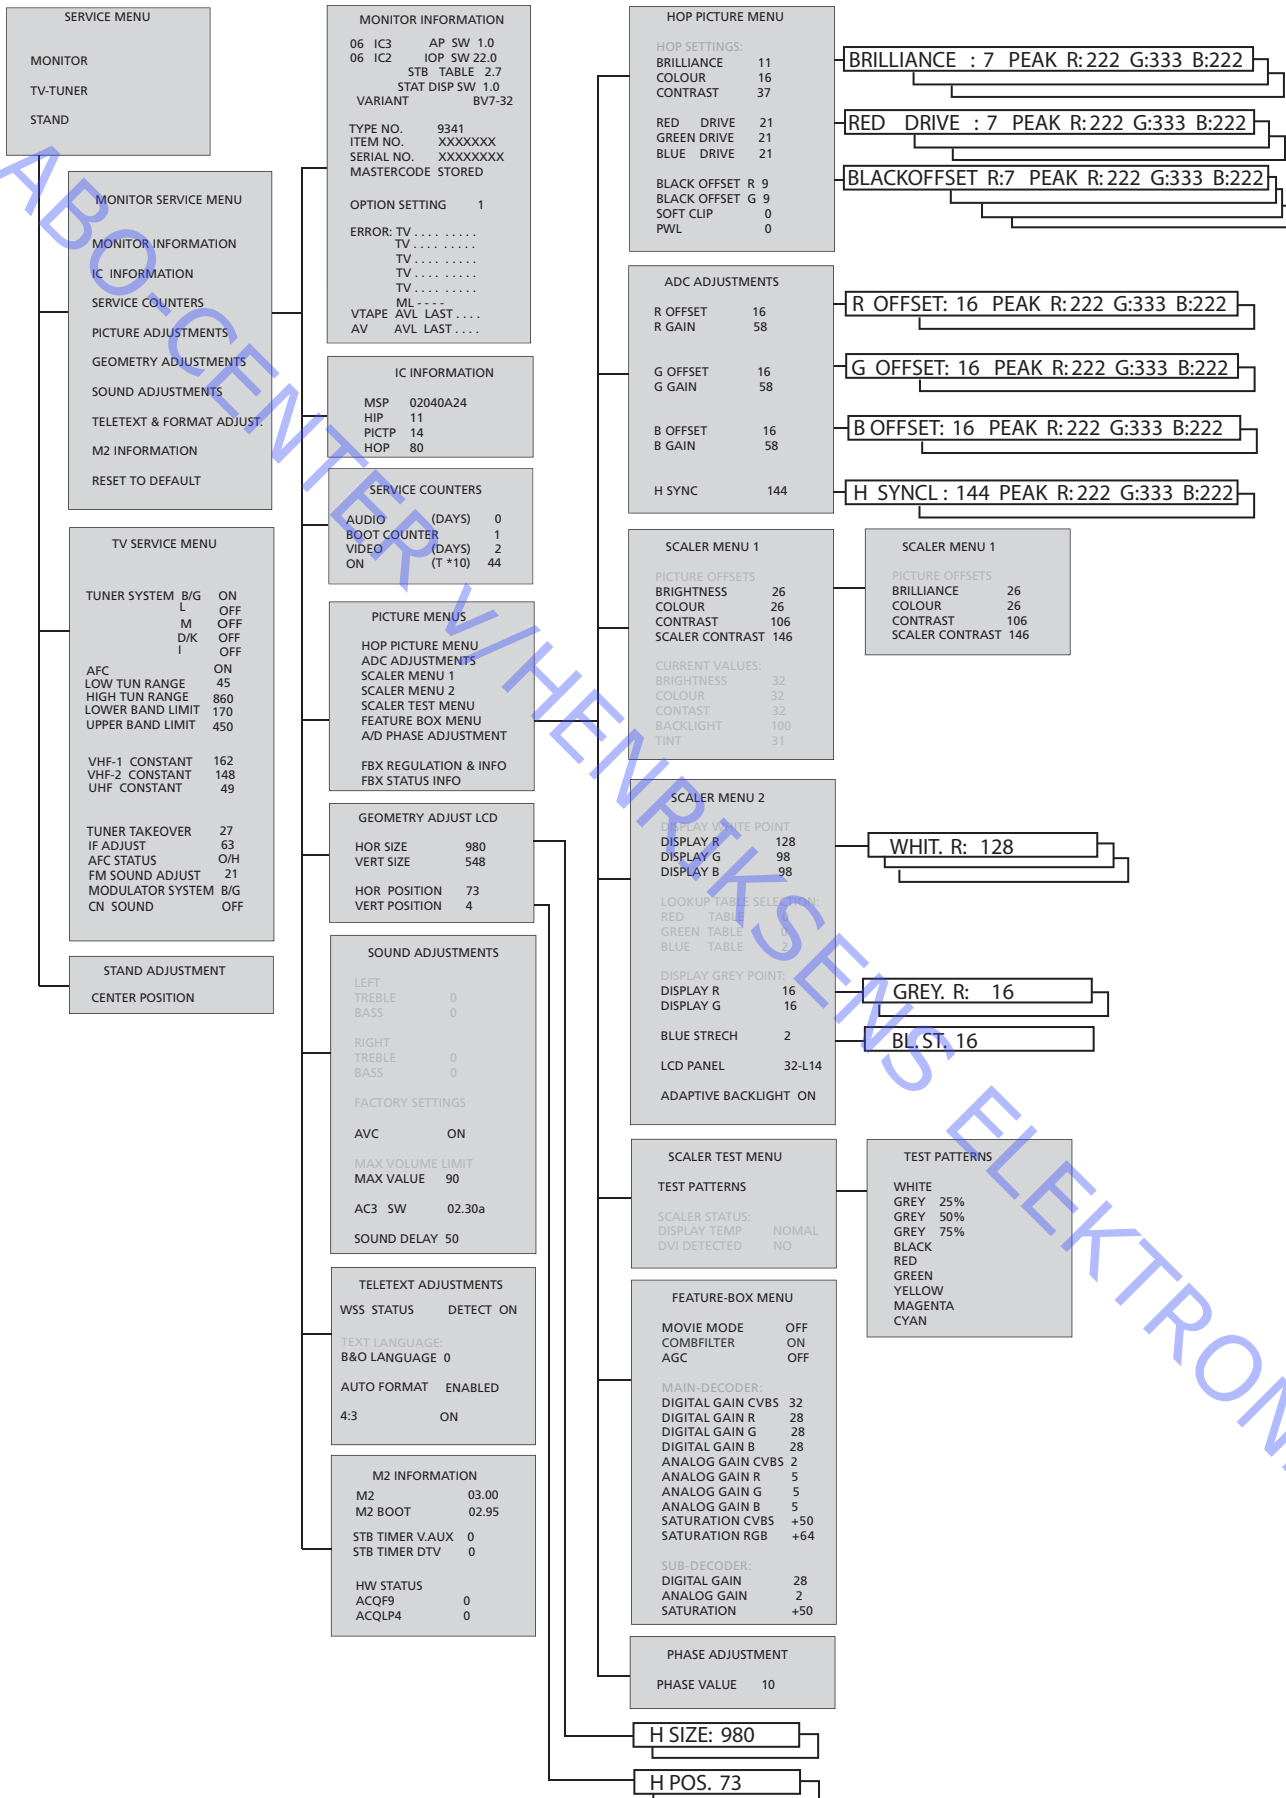 SERVICE MENU
MONITOR
TV-TUNER
STAND
MONITOR SERVICE MENU
MONITOR INFORMATION
IC INFORMATION
SERVICE COUNTERS
PICTURE ADJUSTMENTS
GEOMETRY ADJUSTMENTS
SOUND ADJUSTMENTS
TELETEXT & FORMAT ADJUST.
M2 INFORMATION
RESET TO DEFAULT
TV SERVICE MENU
TUNER SYSTEM B/G ON
L OFF
M OFF
D/K OFF
I OFF
AFC ON
LOW TUN RANGE 45
HIGH TUN RANGE 860
LOWER BAND LIMIT 170
UPPER BAND LIMIT 450
VHF-1 CONSTANT 162
VHF-2 CONSTANT 148
UHF CONSTANT 49
TUNER TAKEOVER 27
IF ADJUST 63
AFC STATUS O/H
FM SOUND ADJUST 21
MODULATOR SYSTEM B/G
CN SOUND OFF
STAND ADJUSTMENT
CENTER POSITION
MONITOR INFORMATION
06 IC3 AP SW 1.0
06 IC2 IOP SW 22.0
STB TABLE 2.7
STAT DISP SW 1.0
VARIANT BV7-32
TYPE NO. 9341
ITEM NO. XXXXXXX
SERIAL NO. XXXXXXXX
MASTERCODE STORED
OPTION SETTING 1
ERROR: TV . . . . . . . . .
TV . . . . . . . . .
TV . . . . . . . . .
TV . . . . . . . . .
TV . . . . . . . . .
ML - - - -
VTAPE AVL LAST . . . .
AV AVL LAST . . . .
IC INFORMATION
MSP 02040A24
HIP 11
PICTP 14
HOP 80
SERVICE COUNTERS
AUDIO (DAYS) 0
BOOT COUNTER 1
VIDEO (DAYS) 2
ON (T *10) 44
PICTURE MENUS
HOP PICTURE MENU
ADC ADJUSTMENTS
SCALER MENU 1
SCALER MENU 2
SCALER TEST MENU
FEATURE BOX MENU
A/D PHASE ADJUSTMENT
FBX REGULATION & INFO
FBX STATUS INFO
GEOMETRY ADJUST LCD
HOR SIZE 980
VERT SIZE 548
HOR POSITION 73
VERT POSITION 4
SOUND ADJUSTMENTS
LEFT
TREBLE 0
BASS 0
RIGHT
TREBLE 0
BASS 0
FACTORY SETTINGS
AVC ON
MAX VOLUME LIMIT
MAX VALUE 90
AC3 SW 02.30a
SOUND DELAY 50
TELETEXT ADJUSTMENTS
WSS STATUS DETECT ON
TEXT LANGUAGE:
B&O LANGUAGE 0
AUTO FORMAT ENABLED
4:3 ON
M2 INFORMATION
M2 03.00
M2 BOOT 02.95
STB TIMER V.AUX 0
STB TIMER DTV 0
HW STATUS
ACQF9 0
ACQLP4 0
HOP PICTURE MENU
HOP SETTINGS:
BRILLIANCE 11
COLOUR 16
CONTRAST 37
RED DRIVE 21
GREEN DRIVE 21
BLUE DRIVE 21
BLACK OFFSET R 9
BLACK OFFSET G 9
SOFT CLIP 0
PWL 0
BRILLIANCE : 7 PEAK R: 222 G:333 B:222
RED DRIVE : 7 PEAK R: 222 G:333 B:222
BLACKOFFSET R:7 PEAK R: 222 G:333 B:222
ADC ADJUSTMENTS
R OFFSET 16
R GAIN 58
G OFFSET 16
G GAIN 58
B OFFSET 16
B GAIN 58
H SYNC 144
R OFFSET: 16 PEAK R: 222 G:333 B:222
G OFFSET: 16 PEAK R: 222 G:333 B:222
B OFFSET: 16 PEAK R: 222 G:333 B:222
H SYNCL : 144 PEAK R: 222 G:333 B:222
SCALER MENU 1
PICTURE OFFSETS
BRIGHTNESS 26
COLOUR 26
CONTRAST 106
SCALER CONTRAST 146
CURRENT VALUES:
BRIGHTNESS 32
COLOUR 32
CONTAST 32
BACKLIGHT 100
TINT 31
SCALER MENU 1
PICTURE OFFSETS
BRILLIANCE 26
COLOUR 26
CONTRAST 106
SCALER CONTRAST 146
SCALER MENU 2
DISPLAY WHITE POINT
DISPLAY R 128
DISPLAY G 98
DISPLAY B 98
LOOKUP TABLE SELECTION:
RED TABLE 0
GREEN TABLE 0
BLUE TABLE 2
DISPLAY GREY POINT:
DISPLAY R 16
DISPLAY G 16
BLUE STRECH 2
LCD PANEL 32-L14
ADAPTIVE BACKLIGHT ON
WHIT. R: 128
GREY. R: 16
BL. ST. 16
SCALER TEST MENU
TEST PATTERNS
SCALER STATUS:
DISPLAY TEMP NOMAL
DVI DETECTED NO
TEST PATTERNS
WHITE
GREY 25%
GREY 50%
GREY 75%
BLACK
RED
GREEN
YELLOW
MAGENTA
CYAN
FEATURE-BOX MENU
MOVIE MODE OFF
COMBFILTER ON
AGC OFF
MAIN-DECODER:
DIGITAL GAIN CVBS 32
DIGITAL GAIN R 28
DIGITAL GAIN G 28
DIGITAL GAIN B 28
ANALOG GAIN CVBS 2
ANALOG GAIN R 5
ANALOG GAIN G 5
ANALOG GAIN B 5
SATURATION CVBS +50
SATURATION RGB +64
SUB-DECODER:
DIGITAL GAIN 28
ANALOG GAIN 2
SATURATION +50
PHASE ADJUSTMENT
PHASE VALUE 10
H SIZE: 980
H POS. 73
ABO-CENTER V/HENRIKSENS ELEKTRON